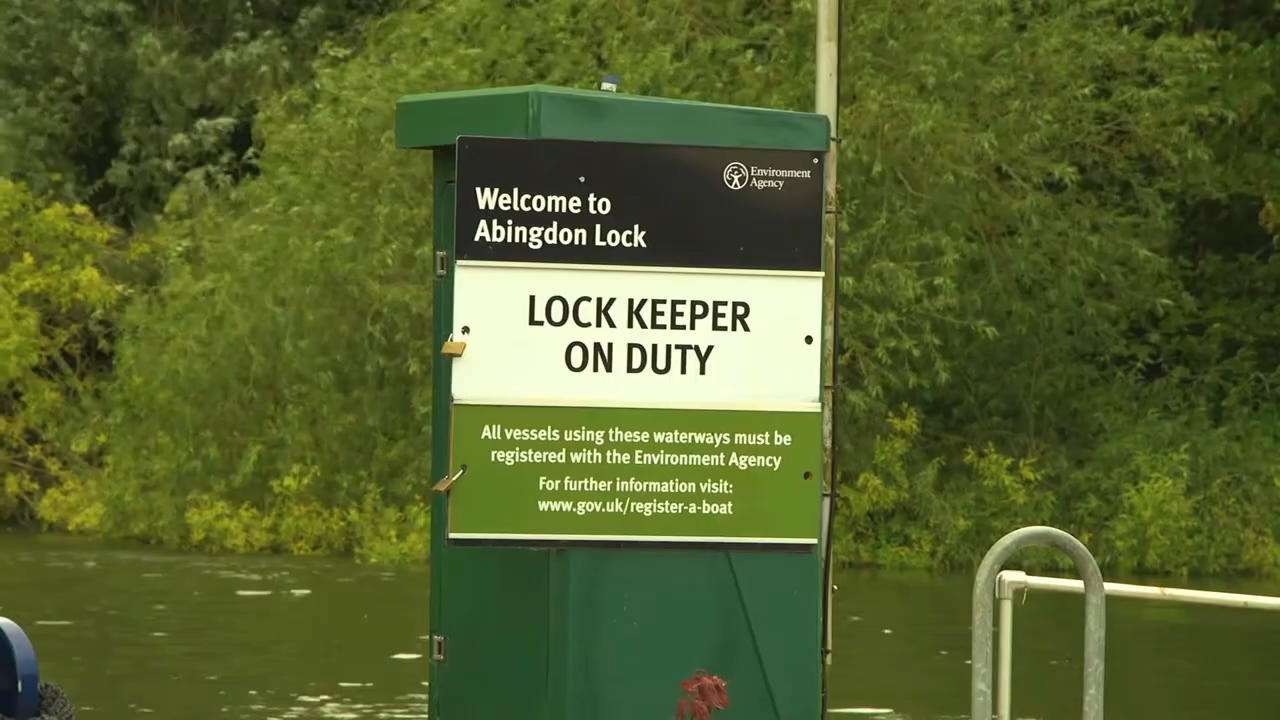 Environment
Agency
Welcome to
Abingdon Lock
LOCK KEEPER
ON DUTY
All vessels using these waterways must be
registered with the Environment Agency
For further information visit:
www.gov.uk/register-a-boat